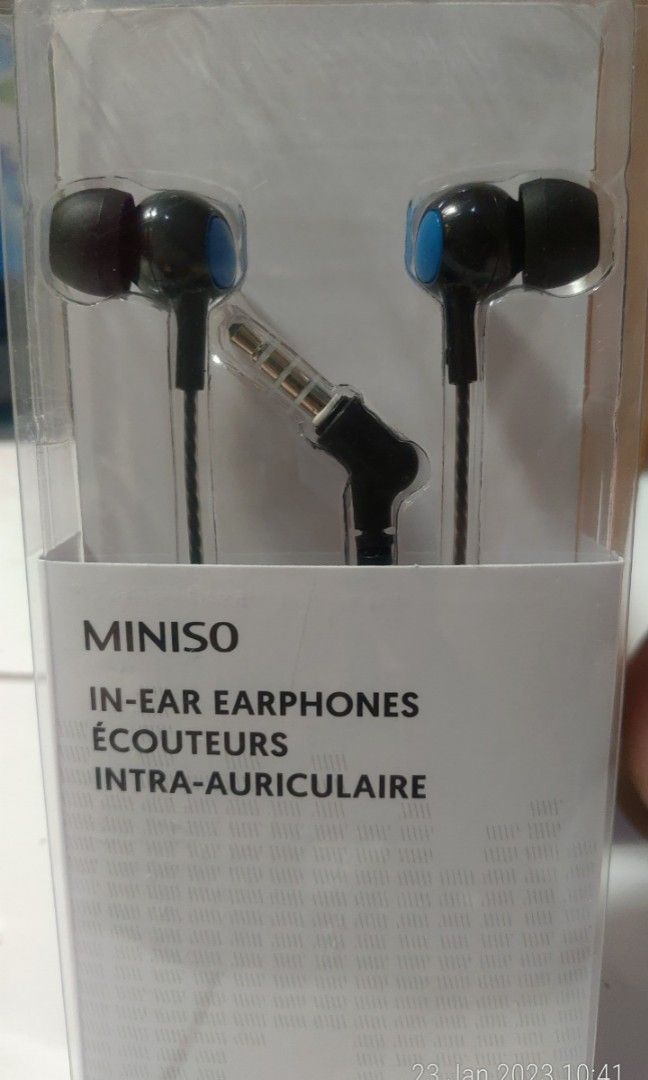 MINISO
IN-EAR EARPHONES
ÉCOUTEURS
INTRA-AURICULAIRE
23 Jan 2023 10:41